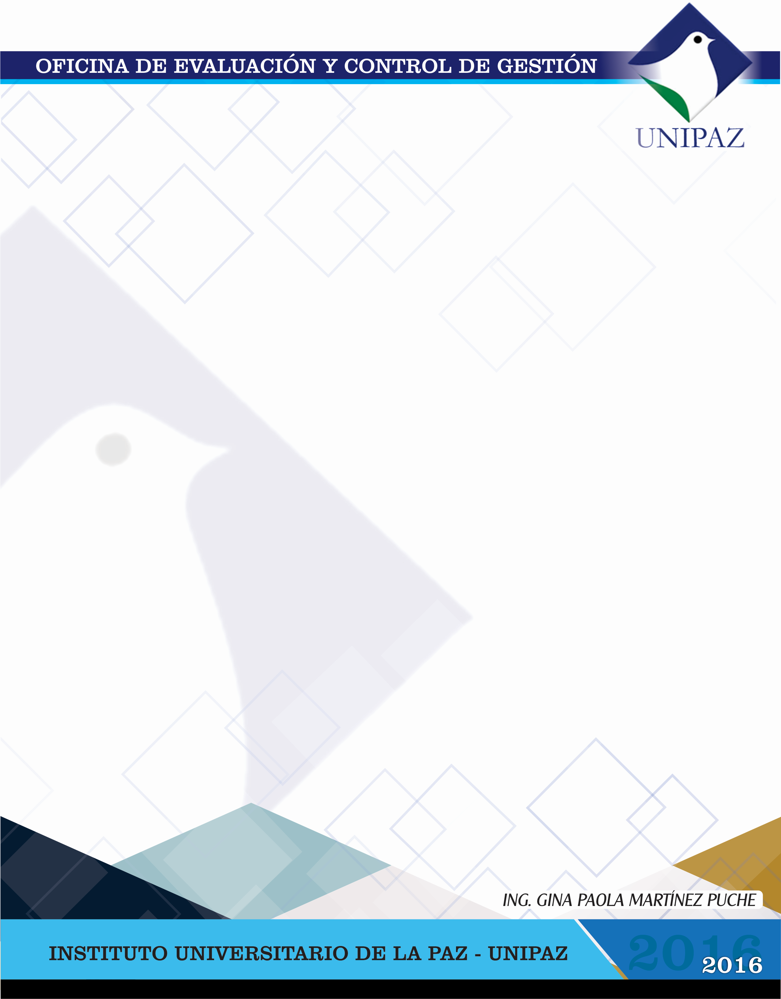 OFICINA DE EVALUACIÓN Y CONTROL DE GESTIÓN
UNIPAZ
ING. GINA PAOLA MARTÍNEZ PUCHE
INSTITUTO UNIVERSITARIO DE LA PAZ - UNIPAZ
2016
2016